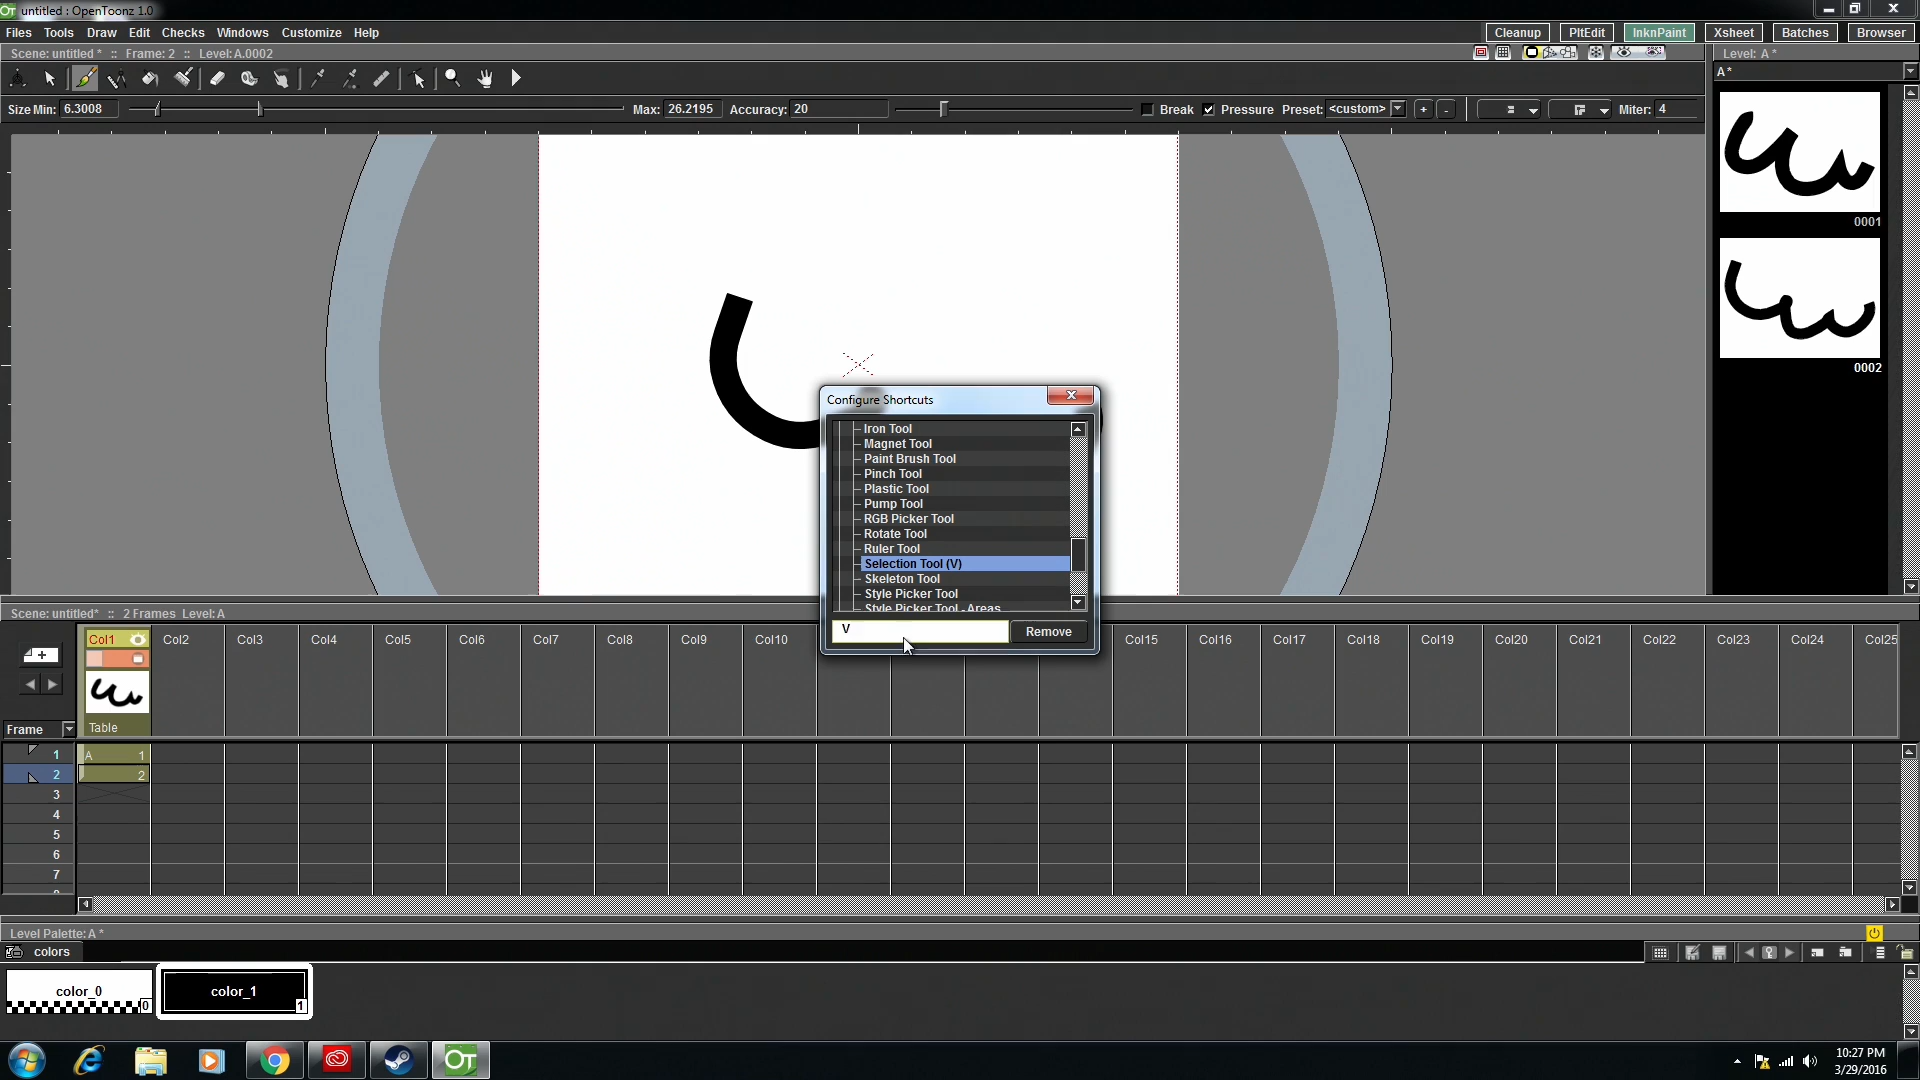 untitled : OpenToonz 1.0
Files Tools Draw Edit Checks Windows Customize Help
Cleanup PltEdit InknPaint Xsheet Batches Browser
Scene: untitled * :: Frame: 2 :: Level: A.0002
Level: A *
A *
Size Min: 6.3008 Max: 26.2195 Accuracy: 20 Break Pressure Preset: <custom> + - Miter: 4
0001
0002
Configure Shortcuts
Iron Tool
Magnet Tool
Paint Brush Tool
Pinch Tool
Plastic Tool
Pump Tool
RGB Picker Tool
Rotate Tool
Ruler Tool
Selection Tool (V)
Skeleton Tool
Style Picker Tool
Style Picker Tool - Areas
V Remove
Scene: untitled* :: 2 Frames Level: A
Col1 Col2 Col3 Col4 Col5 Col6 Col7 Col8 Col9 Col10 Col15 Col16 Col17 Col18 Col19 Col20 Col21 Col22 Col23 Col24 Col25
Frame Table
1 A 1
2 2
3
4
5
6
7
Level Palette: A *
colors
color_0 0 color_1 1
OT
10:27 PM
3/29/2016